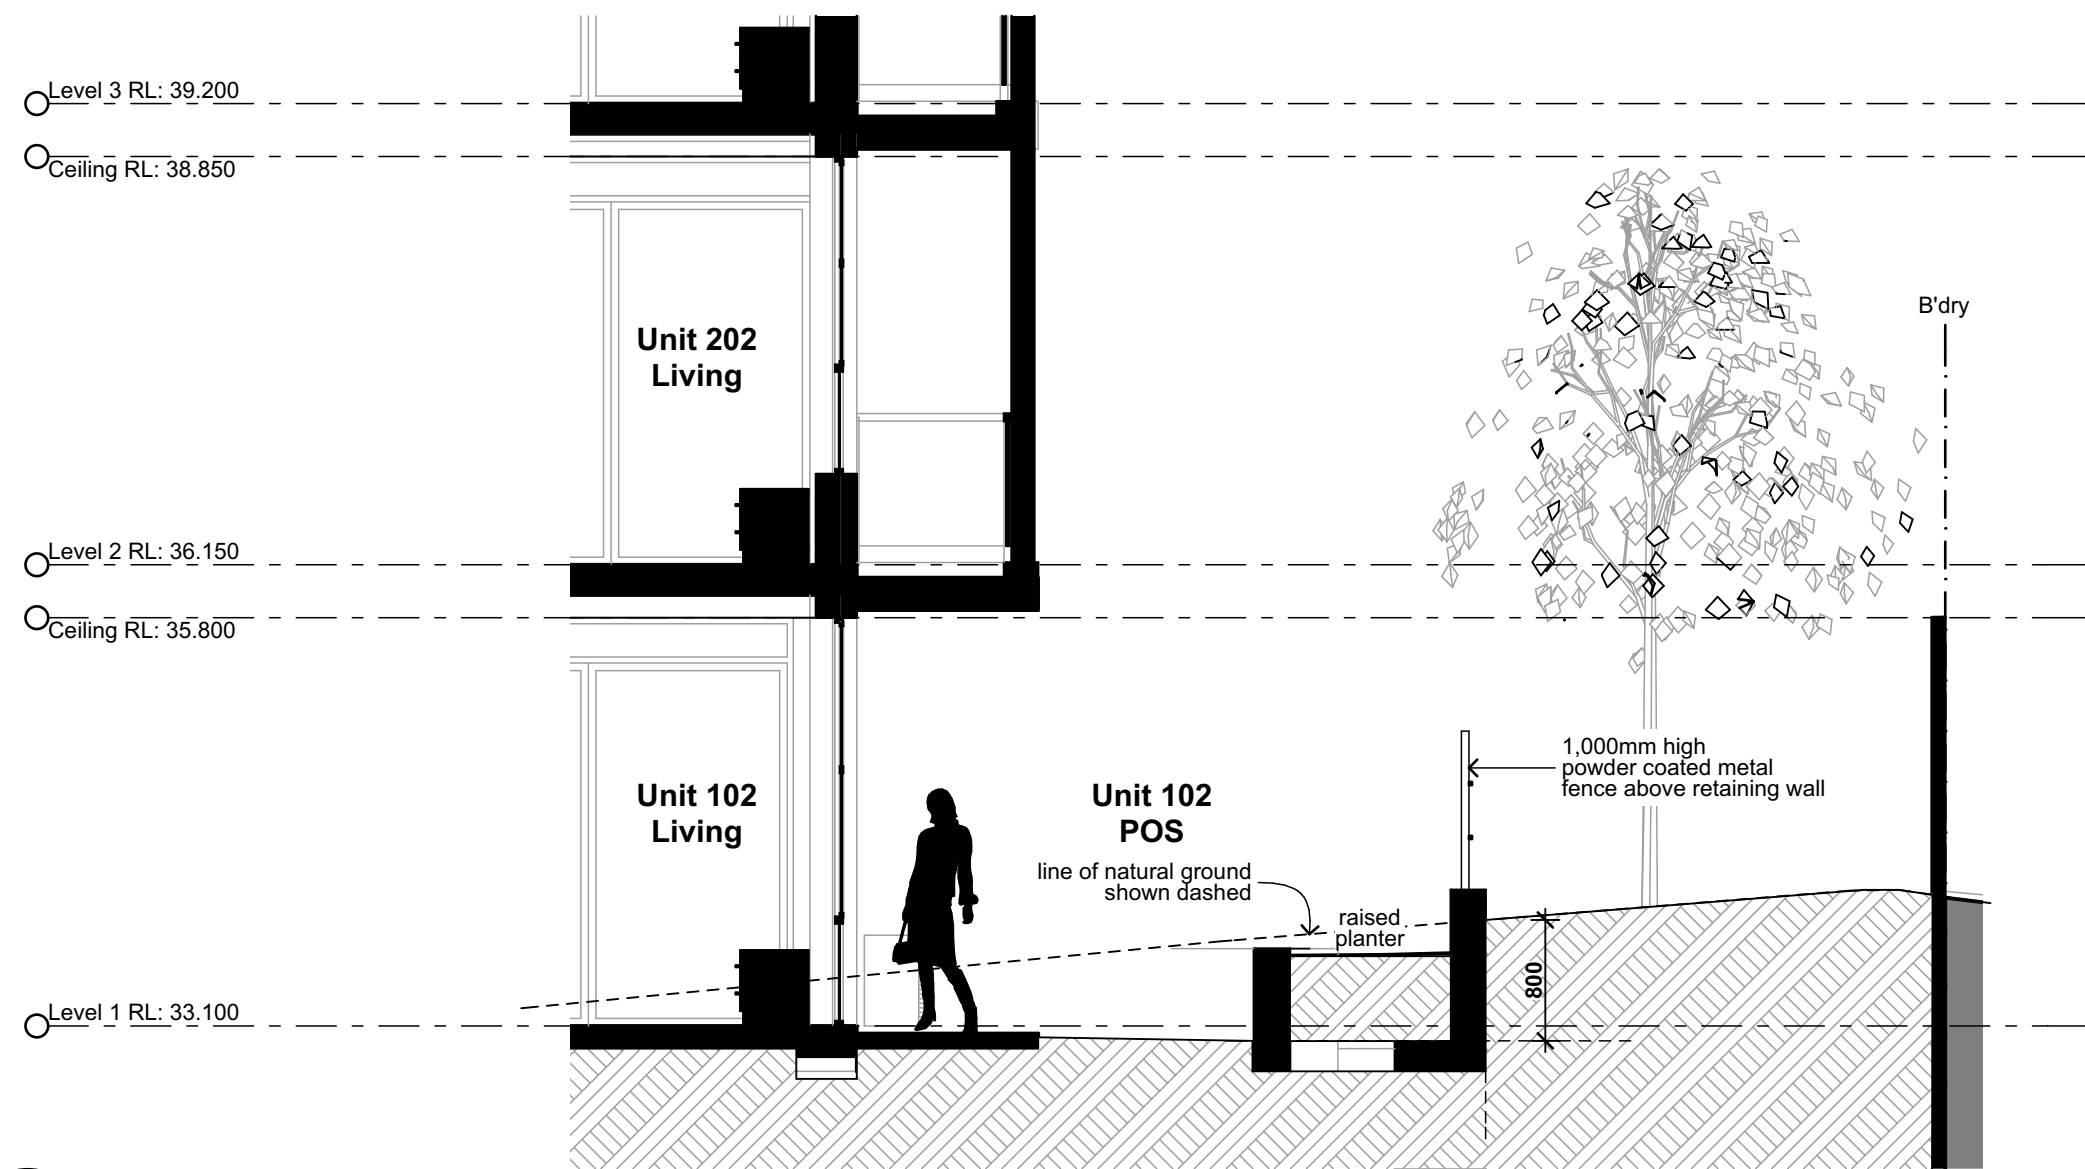 Level 3 RL: 39.200
Ceiling RL: 38.850
B'dry
Unit 202
Living
Level 2 RL: 36.150
Ceiling RL: 35.800
1,000mm high
powder coated metal
fence above retaining wall
Unit 102
Living
Unit 102
POS
line of natural ground
shown dashed
raised
planter
800
Level 1 RL: 33.100